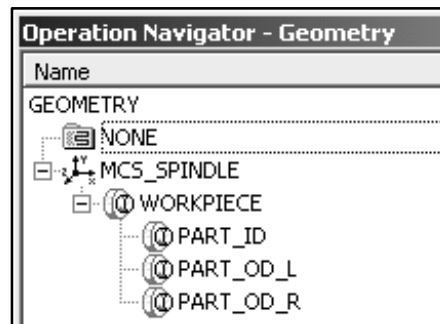 Operation Navigator - Geometry
Name
GEOMETRY
NONE
MCS_SPINDLE
WORKPIECE
PART_ID
PART_OD_L
PART_OD_R